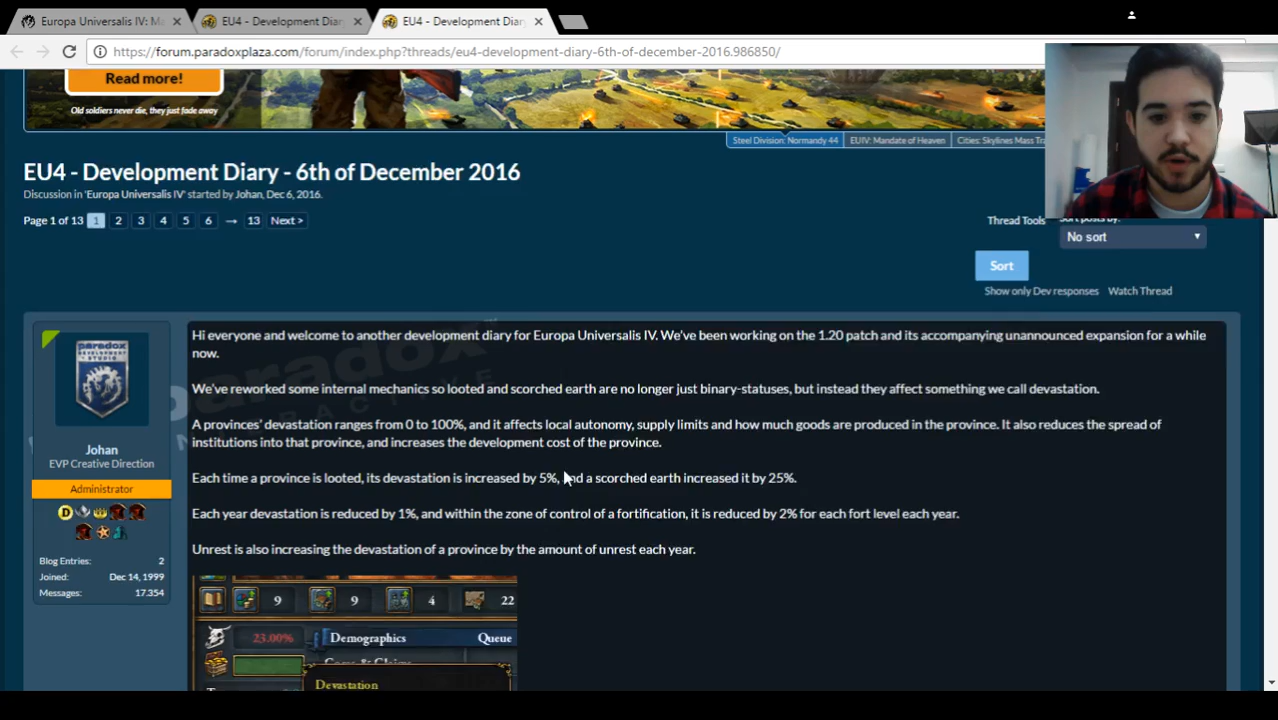 Europa Universalis IV: Ma
EU4 - Development Diar
EU4 - Development Diar
https://forum.paradoxplaza.com/forum/index.php?threads/eu4-development-diary-6th-of-december-2016.986850/
Read more!
Old soldiers never die, they just fade away
Steel Division: Normandy 44
EUIV: Mandate of Heaven
Cities: Skylines Mass Tra
EU4 - Development Diary - 6th of December 2016
Discussion in 'Europa Universalis IV' started by Johan, Dec 6, 2016.
Page 1 of 13 1 2 3 4 5 6 → 13 Next >
Thread Tools
Sort posts by:
No sort
Sort
Show only Dev responses Watch Thread
paradox
DEVELOPMENT
STUDIO
Johan
EVP Creative Direction
Administrator
Blog Entries: 2
Joined: Dec 14, 1999
Messages: 17.354
Hi everyone and welcome to another development diary for Europa Universalis IV. We've been working on the 1.20 patch and its accompanying unannounced expansion for a while
now.
We've reworked some internal mechanics so looted and scorched earth are no longer just binary-statuses, but instead they affect something we call devastation.
A provinces' devastation ranges from 0 to 100%, and it affects local autonomy, supply limits and how much goods are produced in the province. It also reduces the spread of
institutions into that province, and increases the development cost of the province.
Each time a province is looted, its devastation is increased by 5%, and a scorched earth increased it by 25%.
Each year devastation is reduced by 1%, and within the zone of control of a fortification, it is reduced by 2% for each fort level each year.
Unrest is also increasing the devastation of a province by the amount of unrest each year.
9 9 4 22
23.00% Demographics Queue
Devastation